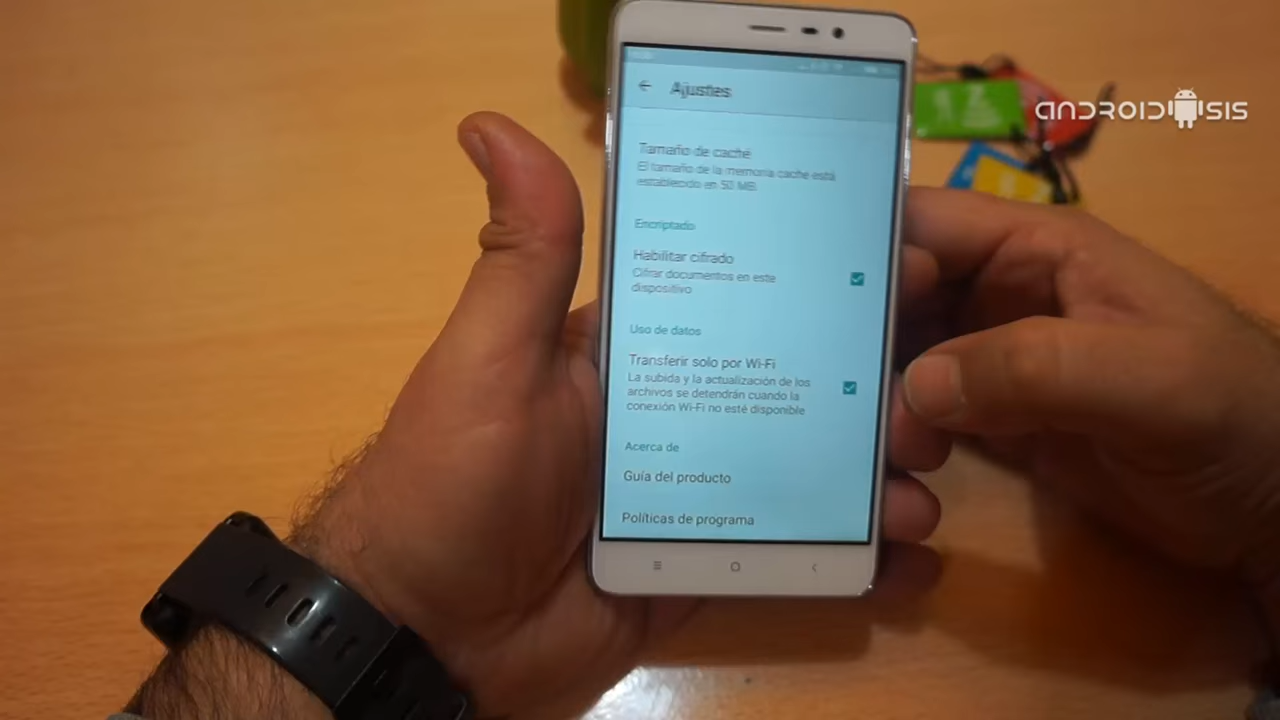 Ajustes
ANDROIDSIS
Tamaño de caché
El tamaño de la memoria caché está
establecido en 50 MB.
Encriptado
Habilitar cifrado
Cifrar documentos en este
dispositivo
Uso de datos
Transferir solo por Wi-Fi
La subida y la actualización de los
archivos se detendrán cuando la
conexión Wi-Fi no esté disponible
Acerca de
Guía del producto
Políticas de programa